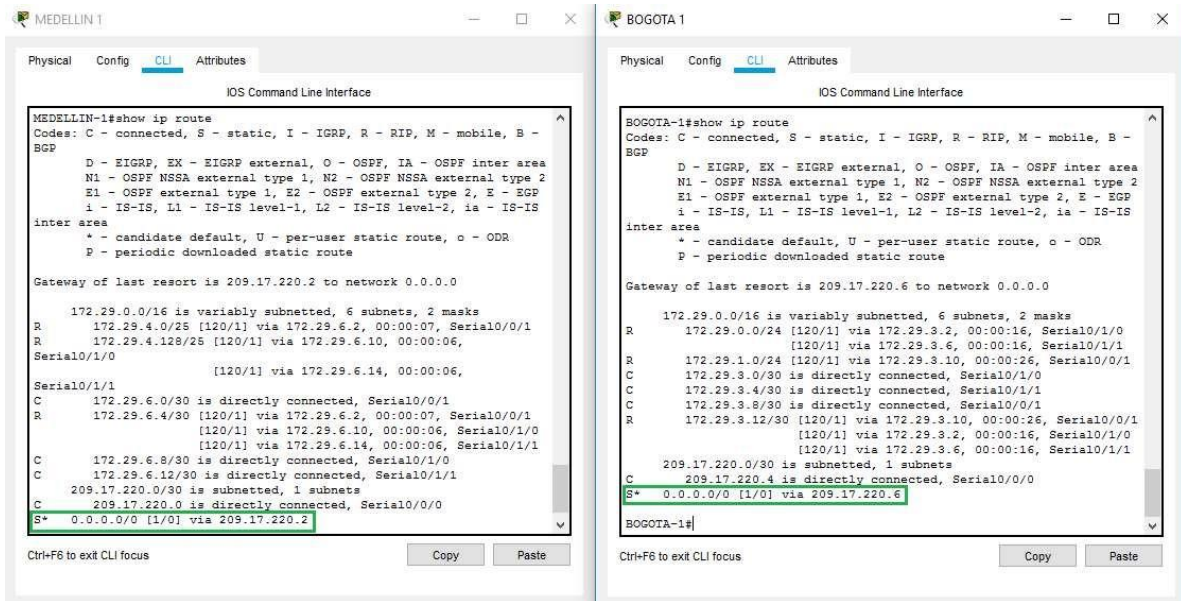 MEDELLIN 1
Physical Config CLI Attributes
IOS Command Line Interface
MEDELLIN-1#show ip route
Codes: C - connected, S - static, I - IGRP, R - RIP, M - mobile, B -
BGP
D - EIGRP, EX - EIGRP external, O - OSPF, IA - OSPF inter area
N1 - OSPF NSSA external type 1, N2 - OSPF NSSA external type 2
E1 - OSPF external type 1, E2 - OSPF external type 2, E - EGP
i - IS-IS, L1 - IS-IS level-1, L2 - IS-IS level-2, ia - IS-IS
inter area
* - candidate default, U - per-user static route, o - ODR
P - periodic downloaded static route
Gateway of last resort is 209.17.220.2 to network 0.0.0.0
172.29.0.0/16 is variably subnetted, 6 subnets, 2 masks
R 172.29.4.0/25 [120/1] via 172.29.6.2, 00:00:07, Serial0/0/1
R 172.29.4.128/25 [120/1] via 172.29.6.10, 00:00:06,
Serial0/1/0
[120/1] via 172.29.6.14, 00:00:06,
Serial0/1/1
C 172.29.6.0/30 is directly connected, Serial0/0/1
R 172.29.6.4/30 [120/1] via 172.29.6.2, 00:00:07, Serial0/0/1
[120/1] via 172.29.6.10, 00:00:06, Serial0/1/0
[120/1] via 172.29.6.14, 00:00:06, Serial0/1/1
C 172.29.6.8/30 is directly connected, Serial0/1/0
C 172.29.6.12/30 is directly connected, Serial0/1/1
209.17.220.0/30 is subnetted, 1 subnets
C 209.17.220.0 is directly connected, Serial0/0/0
S* 0.0.0.0/0 [1/0] via 209.17.220.2
Ctrl+F6 to exit CLI focus
Copy Paste
BOGOTA 1
Physical Config CLI Attributes
IOS Command Line Interface
BOGOTA-1#show ip route
Codes: C - connected, S - static, I - IGRP, R - RIP, M - mobile, B -
BGP
D - EIGRP, EX - EIGRP external, O - OSPF, IA - OSPF inter area
N1 - OSPF NSSA external type 1, N2 - OSPF NSSA external type 2
E1 - OSPF external type 1, E2 - OSPF external type 2, E - EGP
i - IS-IS, L1 - IS-IS level-1, L2 - IS-IS level-2, ia - IS-IS
inter area
* - candidate default, U - per-user static route, o - ODR
P - periodic downloaded static route
Gateway of last resort is 209.17.220.6 to network 0.0.0.0
172.29.0.0/16 is variably subnetted, 6 subnets, 2 masks
R 172.29.0.0/24 [120/1] via 172.29.3.2, 00:00:16, Serial0/1/0
[120/1] via 172.29.3.6, 00:00:16, Serial0/1/1
R 172.29.1.0/24 [120/1] via 172.29.3.10, 00:00:26, Serial0/0/1
C 172.29.3.0/30 is directly connected, Serial0/1/0
C 172.29.3.4/30 is directly connected, Serial0/1/1
C 172.29.3.8/30 is directly connected, Serial0/0/1
R 172.29.3.12/30 [120/1] via 172.29.3.10, 00:00:26, Serial0/0/1
[120/1] via 172.29.3.2, 00:00:16, Serial0/1/0
[120/1] via 172.29.3.6, 00:00:16, Serial0/1/1
209.17.220.0/30 is subnetted, 1 subnets
C 209.17.220.4 is directly connected, Serial0/0/0
S* 0.0.0.0/0 [1/0] via 209.17.220.6
BOGOTA-1#
Ctrl+F6 to exit CLI focus
Copy Paste